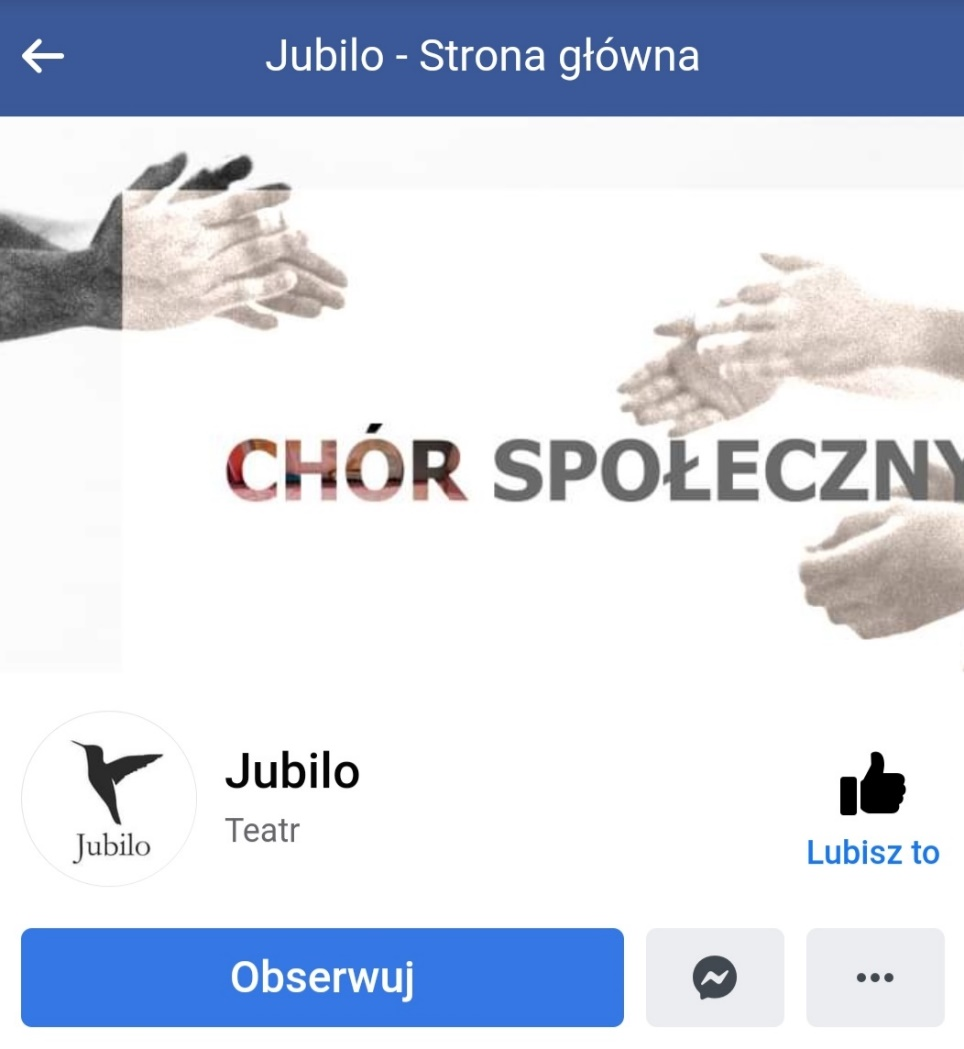 Jubilo - Strona główna
CHÓR SPOŁECZNY
Jubilo
Jubilo
Teatr
Lubisz to
Obserwuj